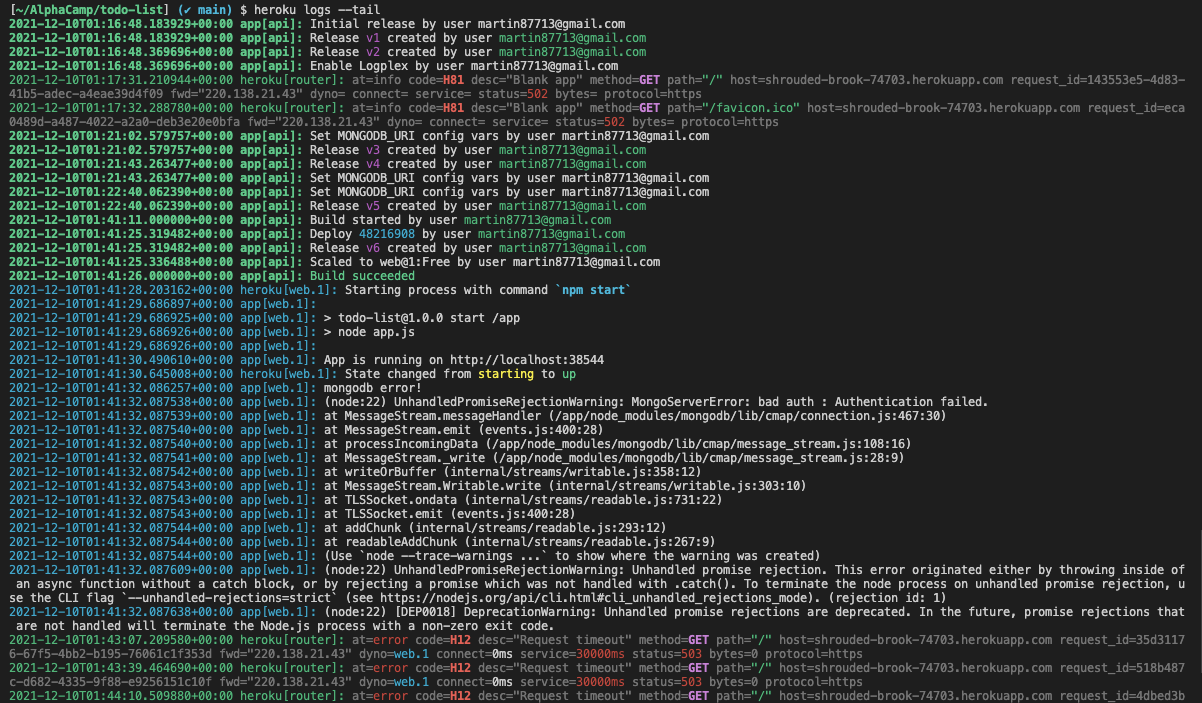 [~/AlphaCamp/todo-list] (✔ main) $ heroku logs --tail
2021-12-10T01:16:48.183929+00:00 app[api]: Initial release by user martin87713@gmail.com
2021-12-10T01:16:48.183929+00:00 app[api]: Release v1 created by user martin87713@gmail.com
2021-12-10T01:16:48.369696+00:00 app[api]: Release v2 created by user martin87713@gmail.com
2021-12-10T01:16:48.369696+00:00 app[api]: Enable Logplex by user martin87713@gmail.com
2021-12-10T01:17:31.210944+00:00 heroku[router]: at=info code=H81 desc="Blank app" method=GET path="/" host=shrouded-brook-74703.herokuapp.com request_id=143553e5-4d83-
41b5-adec-a4eae39d4f09 fwd="220.138.21.43" dyno= connect= service= status=502 bytes= protocol=https
2021-12-10T01:17:32.288780+00:00 heroku[router]: at=info code=H81 desc="Blank app" method=GET path="/favicon.ico" host=shrouded-brook-74703.herokuapp.com request_id=eca
0489d-a487-4022-a2a0-deb3e20e0bfa fwd="220.138.21.43" dyno= connect= service= status=502 bytes= protocol=https
2021-12-10T01:21:02.579757+00:00 app[api]: Set MONGODB_URI config vars by user martin87713@gmail.com
2021-12-10T01:21:02.579757+00:00 app[api]: Release v3 created by user martin87713@gmail.com
2021-12-10T01:21:43.263477+00:00 app[api]: Release v4 created by user martin87713@gmail.com
2021-12-10T01:21:43.263477+00:00 app[api]: Set MONGODB_URI config vars by user martin87713@gmail.com
2021-12-10T01:22:40.062390+00:00 app[api]: Set MONGODB_URI config vars by user martin87713@gmail.com
2021-12-10T01:22:40.062390+00:00 app[api]: Release v5 created by user martin87713@gmail.com
2021-12-10T01:41:11.000000+00:00 app[api]: Build started by user martin87713@gmail.com
2021-12-10T01:41:25.319482+00:00 app[api]: Deploy 48216908 by user martin87713@gmail.com
2021-12-10T01:41:25.319482+00:00 app[api]: Release v6 created by user martin87713@gmail.com
2021-12-10T01:41:25.336488+00:00 app[api]: Scaled to web@1:Free by user martin87713@gmail.com
2021-12-10T01:41:26.000000+00:00 app[api]: Build succeeded
2021-12-10T01:41:28.203162+00:00 heroku[web.1]: Starting process with command `npm start`
2021-12-10T01:41:29.686897+00:00 app[web.1]:
2021-12-10T01:41:29.686925+00:00 app[web.1]: > todo-list@1.0.0 start /app
2021-12-10T01:41:29.686926+00:00 app[web.1]: > node app.js
2021-12-10T01:41:29.686926+00:00 app[web.1]:
2021-12-10T01:41:30.490610+00:00 app[web.1]: App is running on http://localhost:38544
2021-12-10T01:41:30.645008+00:00 heroku[web.1]: State changed from starting to up
2021-12-10T01:41:32.086257+00:00 app[web.1]: mongodb error!
2021-12-10T01:41:32.087538+00:00 app[web.1]: (node:22) UnhandledPromiseRejectionWarning: MongoServerError: bad auth : Authentication failed.
2021-12-10T01:41:32.087539+00:00 app[web.1]: at MessageStream.messageHandler (/app/node_modules/mongodb/lib/cmap/connection.js:467:30)
2021-12-10T01:41:32.087540+00:00 app[web.1]: at MessageStream.emit (events.js:400:28)
2021-12-10T01:41:32.087540+00:00 app[web.1]: at processIncomingData (/app/node_modules/mongodb/lib/cmap/message_stream.js:108:16)
2021-12-10T01:41:32.087541+00:00 app[web.1]: at MessageStream._write (/app/node_modules/mongodb/lib/cmap/message_stream.js:28:9)
2021-12-10T01:41:32.087542+00:00 app[web.1]: at writeOrBuffer (internal/streams/writable.js:358:12)
2021-12-10T01:41:32.087543+00:00 app[web.1]: at MessageStream.Writable.write (internal/streams/writable.js:303:10)
2021-12-10T01:41:32.087543+00:00 app[web.1]: at TLSSocket.ondata (internal/streams/readable.js:731:22)
2021-12-10T01:41:32.087543+00:00 app[web.1]: at TLSSocket.emit (events.js:400:28)
2021-12-10T01:41:32.087544+00:00 app[web.1]: at addChunk (internal/streams/readable.js:293:12)
2021-12-10T01:41:32.087544+00:00 app[web.1]: at readableAddChunk (internal/streams/readable.js:267:9)
2021-12-10T01:41:32.087544+00:00 app[web.1]: (Use `node --trace-warnings ...` to show where the warning was created)
2021-12-10T01:41:32.087609+00:00 app[web.1]: (node:22) UnhandledPromiseRejectionWarning: Unhandled promise rejection. This error originated either by throwing inside of
an async function without a catch block, or by rejecting a promise which was not handled with .catch(). To terminate the node process on unhandled promise rejection, u
se the CLI flag `--unhandled-rejections=strict` (see https://nodejs.org/api/cli.html#cli_unhandled_rejections_mode). (rejection id: 1)
2021-12-10T01:41:32.087638+00:00 app[web.1]: (node:22) [DEP0018] DeprecationWarning: Unhandled promise rejections are deprecated. In the future, promise rejections that
are not handled will terminate the Node.js process with a non-zero exit code.
2021-12-10T01:43:07.209580+00:00 heroku[router]: at=error code=H12 desc="Request timeout" method=GET path="/" host=shrouded-brook-74703.herokuapp.com request_id=35d3117
6-67f5-4bb2-b195-76061c1f353d fwd="220.138.21.43" dyno=web.1 connect=0ms service=30000ms status=503 bytes=0 protocol=https
2021-12-10T01:43:39.464690+00:00 heroku[router]: at=error code=H12 desc="Request timeout" method=GET path="/" host=shrouded-brook-74703.herokuapp.com request_id=518b487
c-d682-4335-9f88-e9256151c10f fwd="220.138.21.43" dyno=web.1 connect=0ms service=30000ms status=503 bytes=0 protocol=https
2021-12-10T01:44:10.509880+00:00 heroku[router]: at=error code=H12 desc="Request timeout" method=GET path="/" host=shrouded-brook-74703.herokuapp.com request_id=4dbed3b